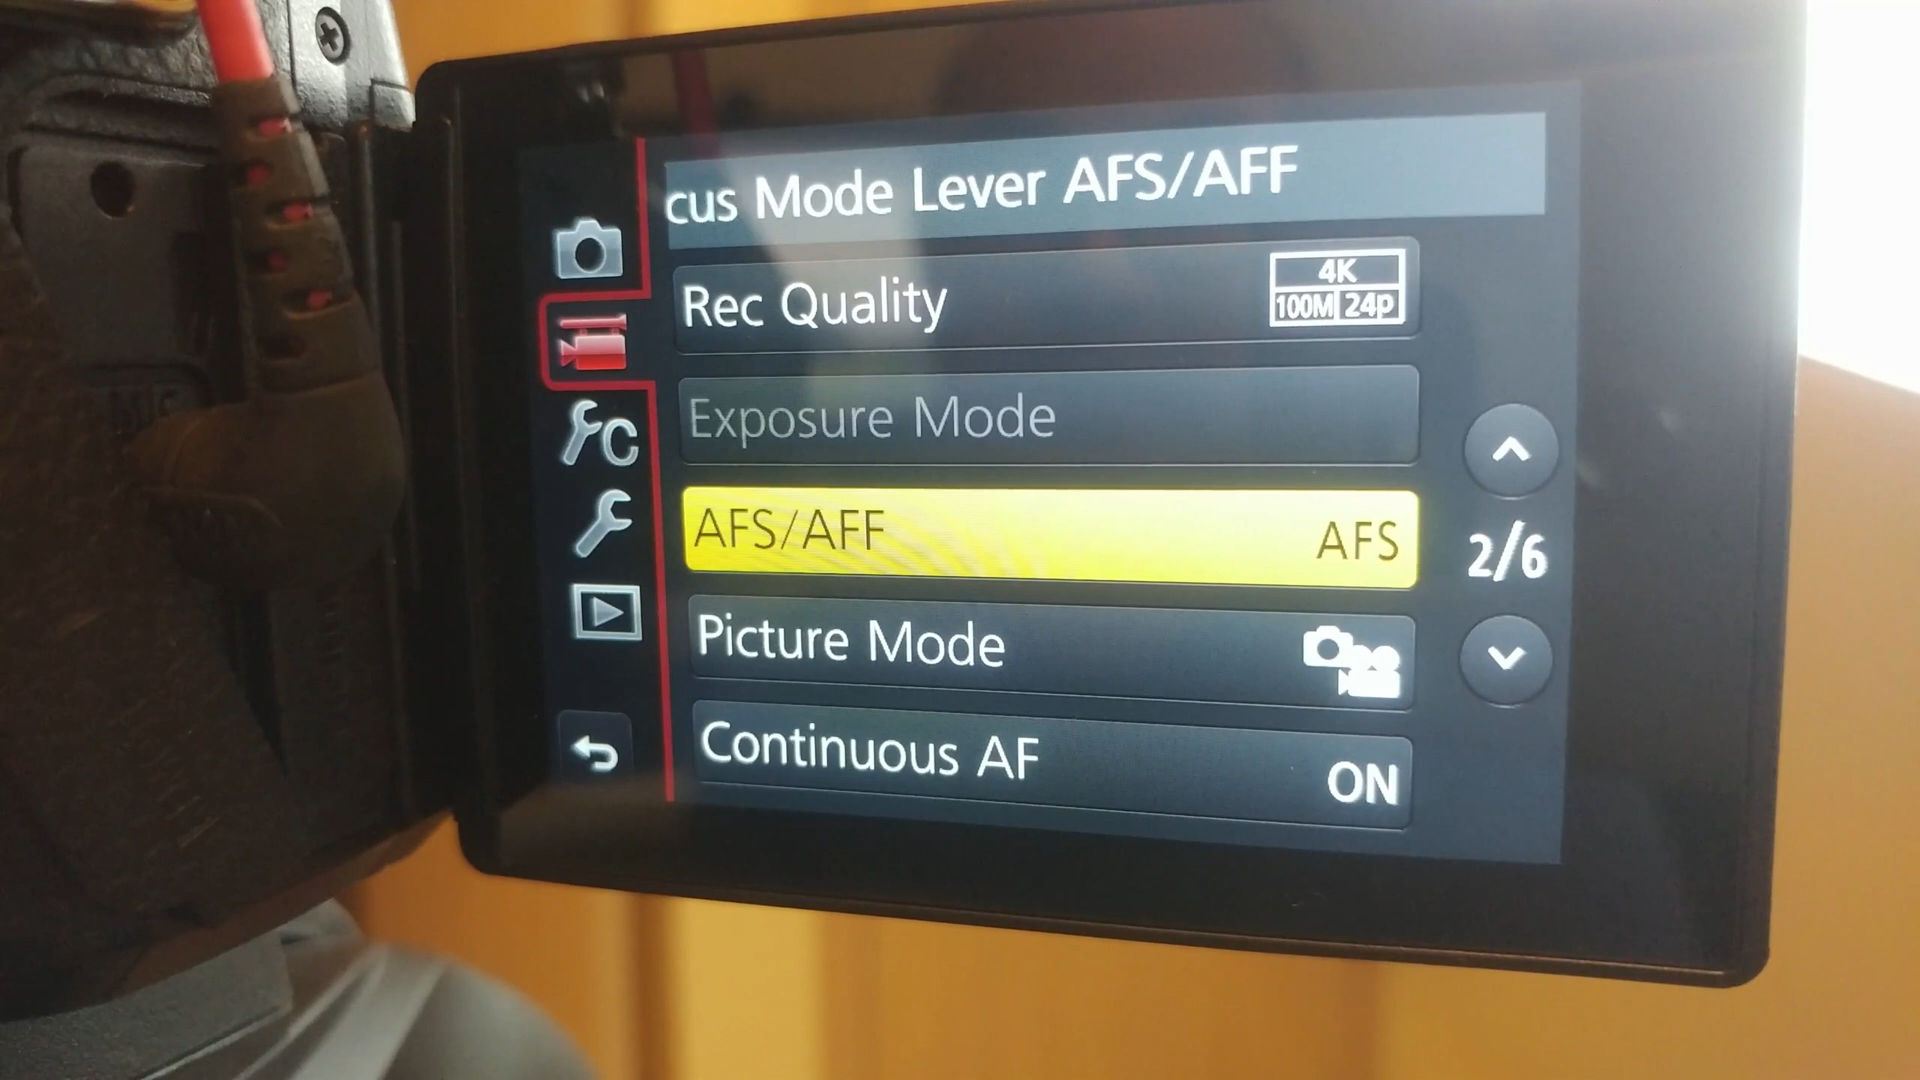 cus Mode Lever AFS/AFF
Rec Quality
4K
100M 24p
Exposure Mode
AFS/AFF AFS
2/6
Picture Mode
Continuous AF ON
C
MIC